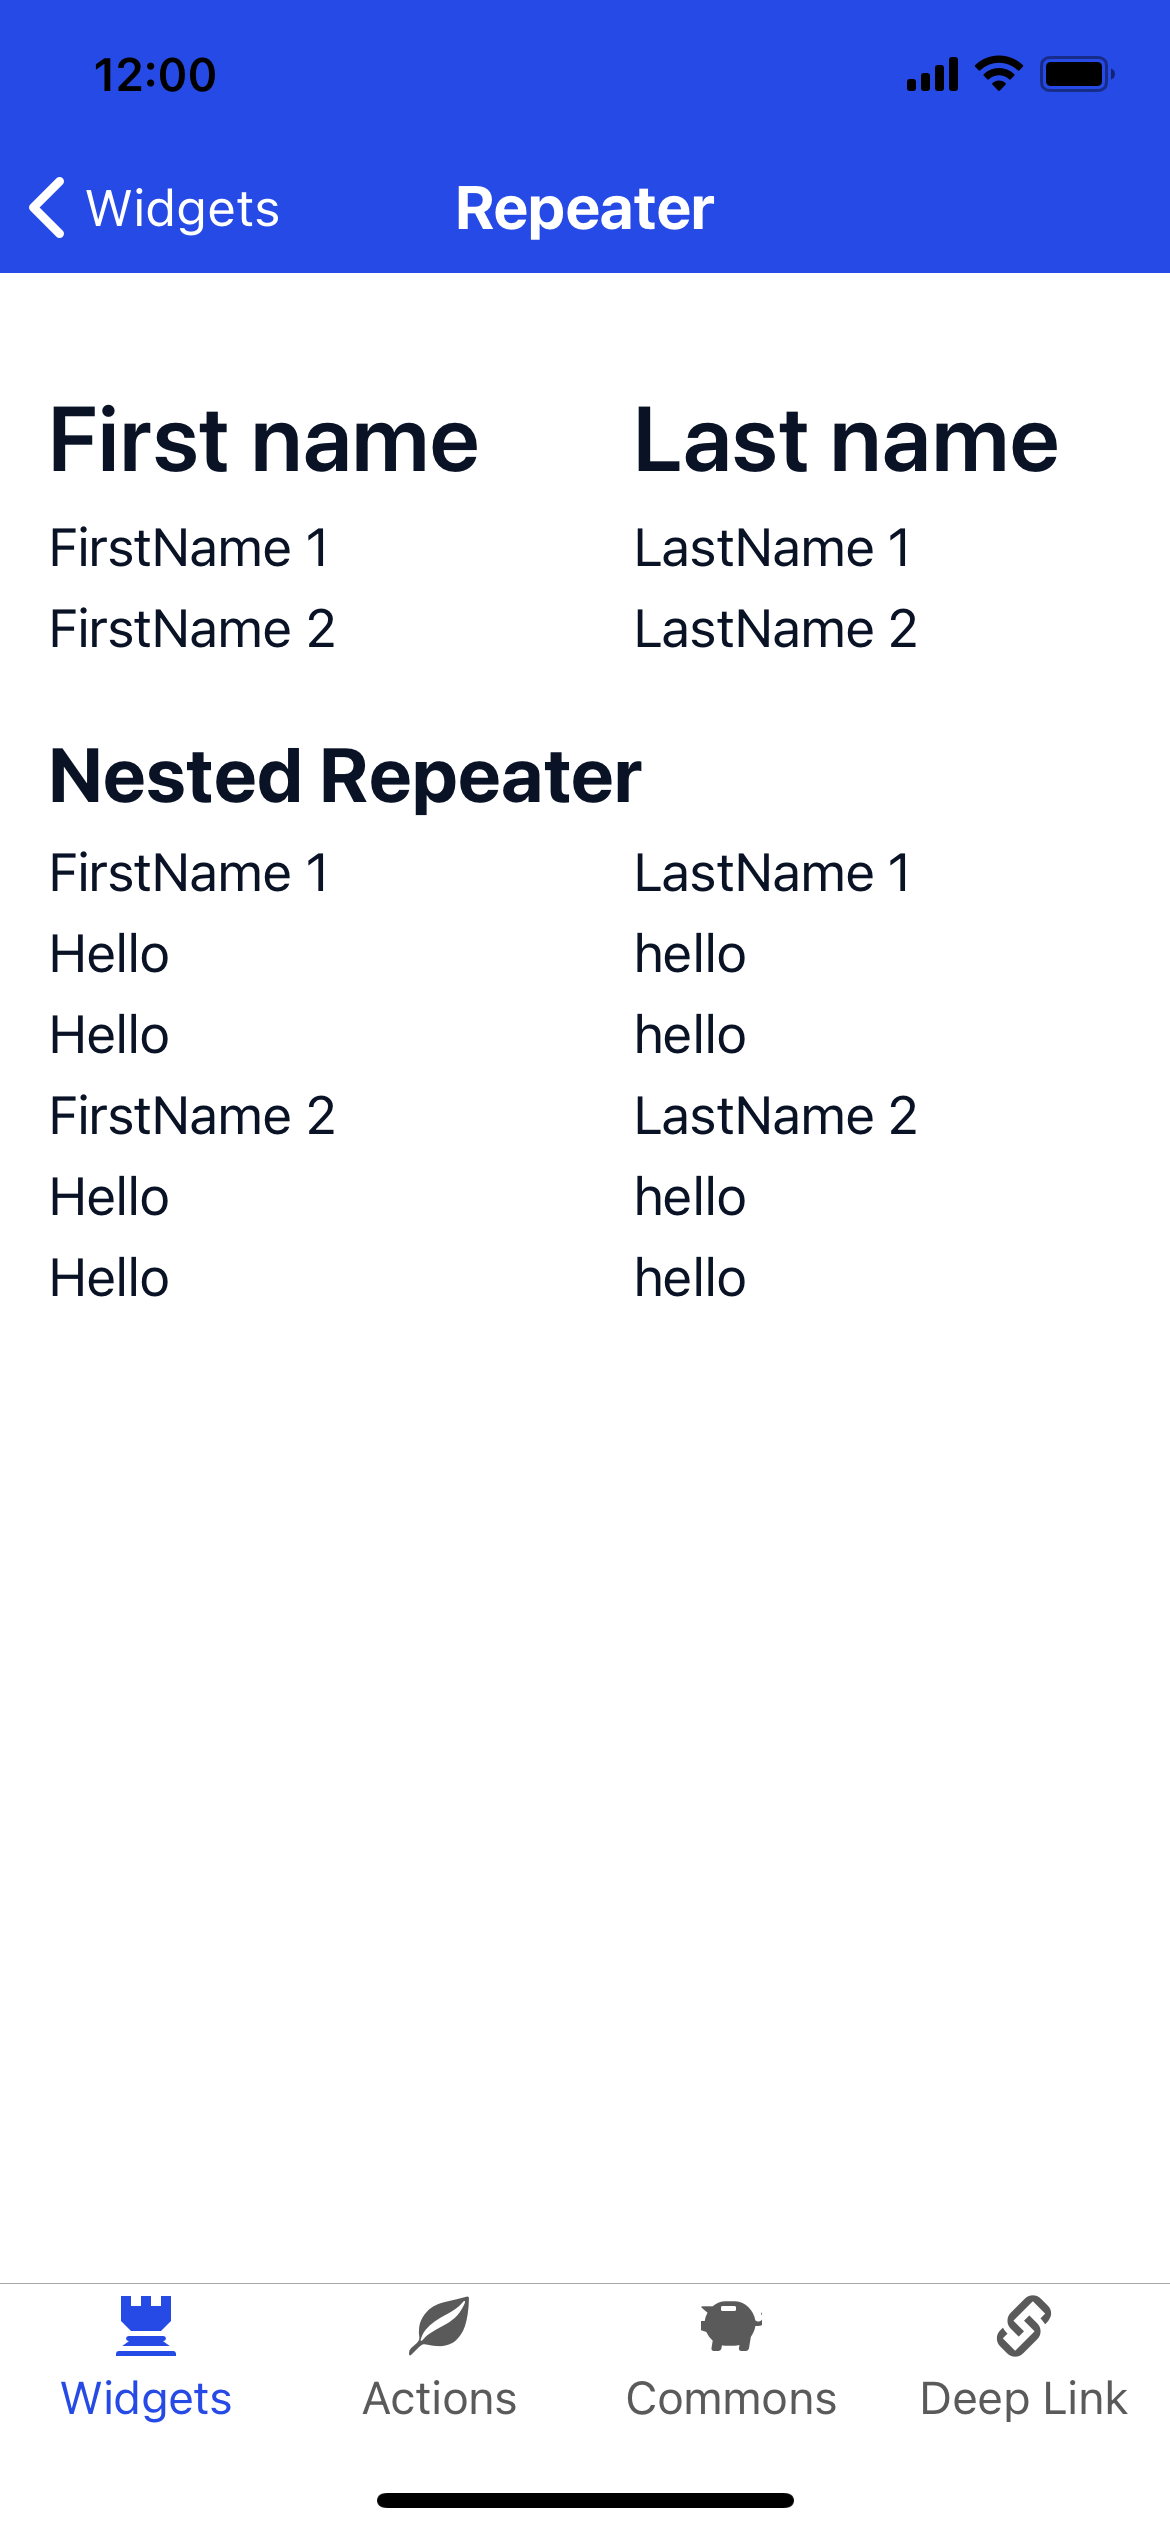 12:00
Widgets Repeater
First name Last name
FirstName 1 LastName 1
FirstName 2 LastName 2
Nested Repeater
FirstName 1 LastName 1
Hello hello
Hello hello
FirstName 2 LastName 2
Hello hello
Hello hello
Widgets Actions Commons Deep Link